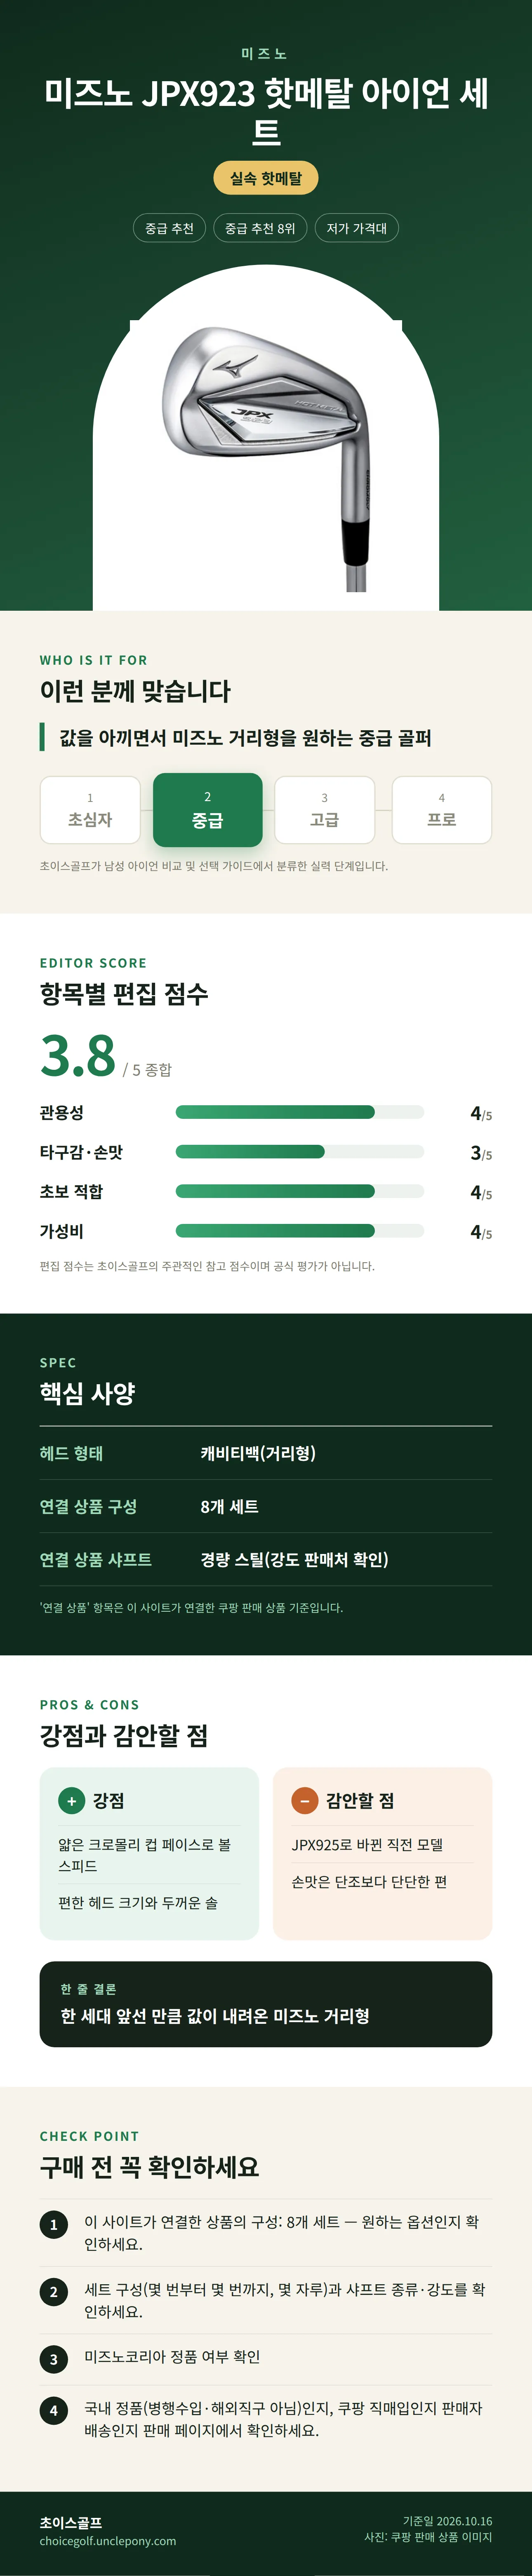 미즈노
미즈노 JPX923 핫메탈 아이언 세
트
실속 핫메탈
중급 추천
중급 추천 8위
저가 가격대
JPX
923
HOT METAL
WHO IS IT FOR
이런 분께 맞습니다
값을 아끼면서 미즈노 거리형을 원하는 중급 골퍼
1
초심자
2
중급
3
고급
4
프로
초이스골프가 남성 아이언 비교 및 선택 가이드에서 분류한 실력 단계입니다.
EDITOR SCORE
항목별 편집 점수
3.8 / 5 종합
관용성 4/5
타구감·손맛 3/5
초보 적합 4/5
가성비 4/5
편집 점수는 초이스골프의 주관적인 참고 점수이며 공식 평가가 아닙니다.
SPEC
핵심 사양
헤드 형태 캐비티백(거리형)
연결 상품 구성 8개 세트
연결 상품 샤프트 경량 스틸(강도 판매처 확인)
'연결 상품' 항목은 이 사이트가 연결한 쿠팡 판매 상품 기준입니다.
PROS & CONS
강점과 감안할 점
+ 강점
얇은 크로몰리 컵 페이스로 볼
스피드
편한 헤드 크기와 두꺼운 솔
− 감안할 점
JPX925로 바뀐 직전 모델
손맛은 단조보다 단단한 편
한 줄 결론
한 세대 앞선 만큼 값이 내려온 미즈노 거리형
CHECK POINT
구매 전 꼭 확인하세요
1 이 사이트가 연결한 상품의 구성: 8개 세트 — 원하는 옵션인지 확
인하세요.
2 세트 구성(몇 번부터 몇 번까지, 몇 자루)과 샤프트 종류·강도를 확
인하세요.
3 미즈노코리아 정품 여부 확인
4 국내 정품(병행수입·해외직구 아님)인지, 쿠팡 직매입인지 판매자
배송인지 판매 페이지에서 확인하세요.
초이스골프
choicegolf.unclepony.com
기준일 2026.10.16
사진: 쿠팡 판매 상품 이미지